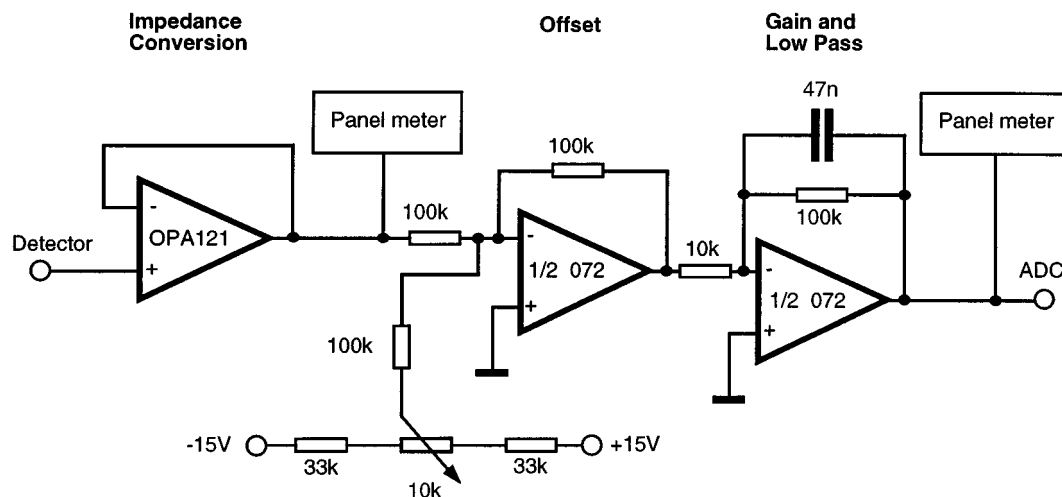 Impedance
Conversion
Offset
Gain and
Low Pass
47n
Panel meter
Panel meter
100k
100k
100k
-
OPA121
+
Detector
-
1/2 072
+
10k
-
1/2 072
+
ADC
100k
-15V
+15V
33k
33k
10k